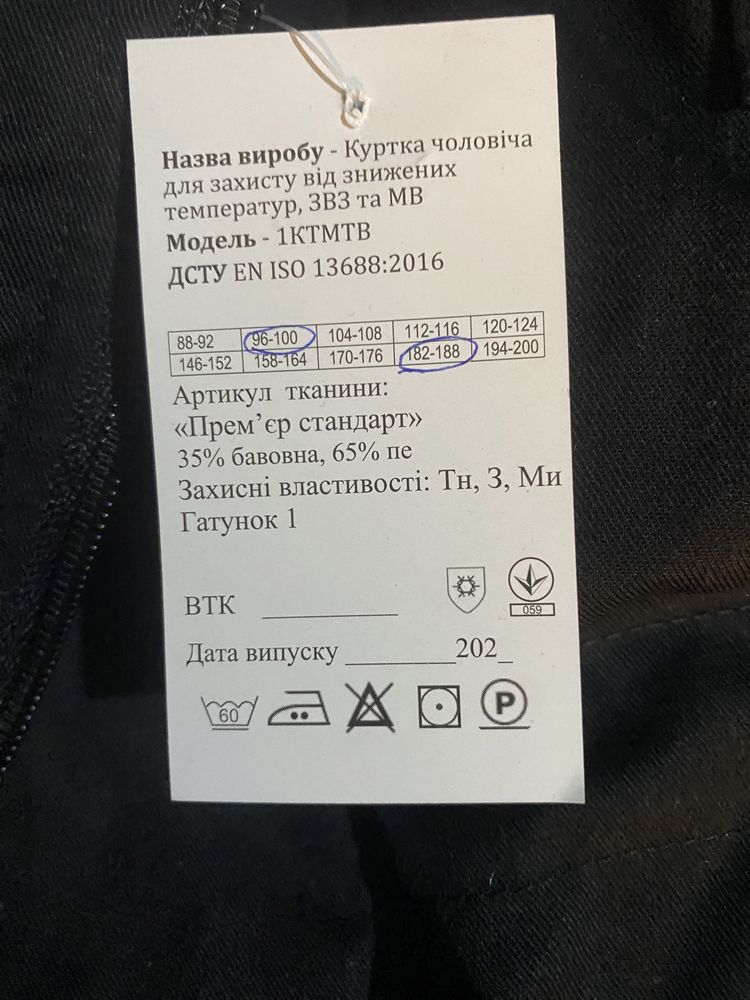 Назва виробу - Куртка чоловіча
для захисту від знижених
температур, ЗВЗ та МВ
Модель - 1КТМТВ
ДСТУ EN ISO 13688:2016
88-92 96-100 104-108 112-116 120-124
146-152 158-164 170-176 182-188 194-200
Артикул тканини:
«Прем’єр стандарт»
35% бавовна, 65% пе
Захисні властивості: Тн, З, Ми
Гатунок 1
059
ВТК __________
Дата випуску ________202_
60 P